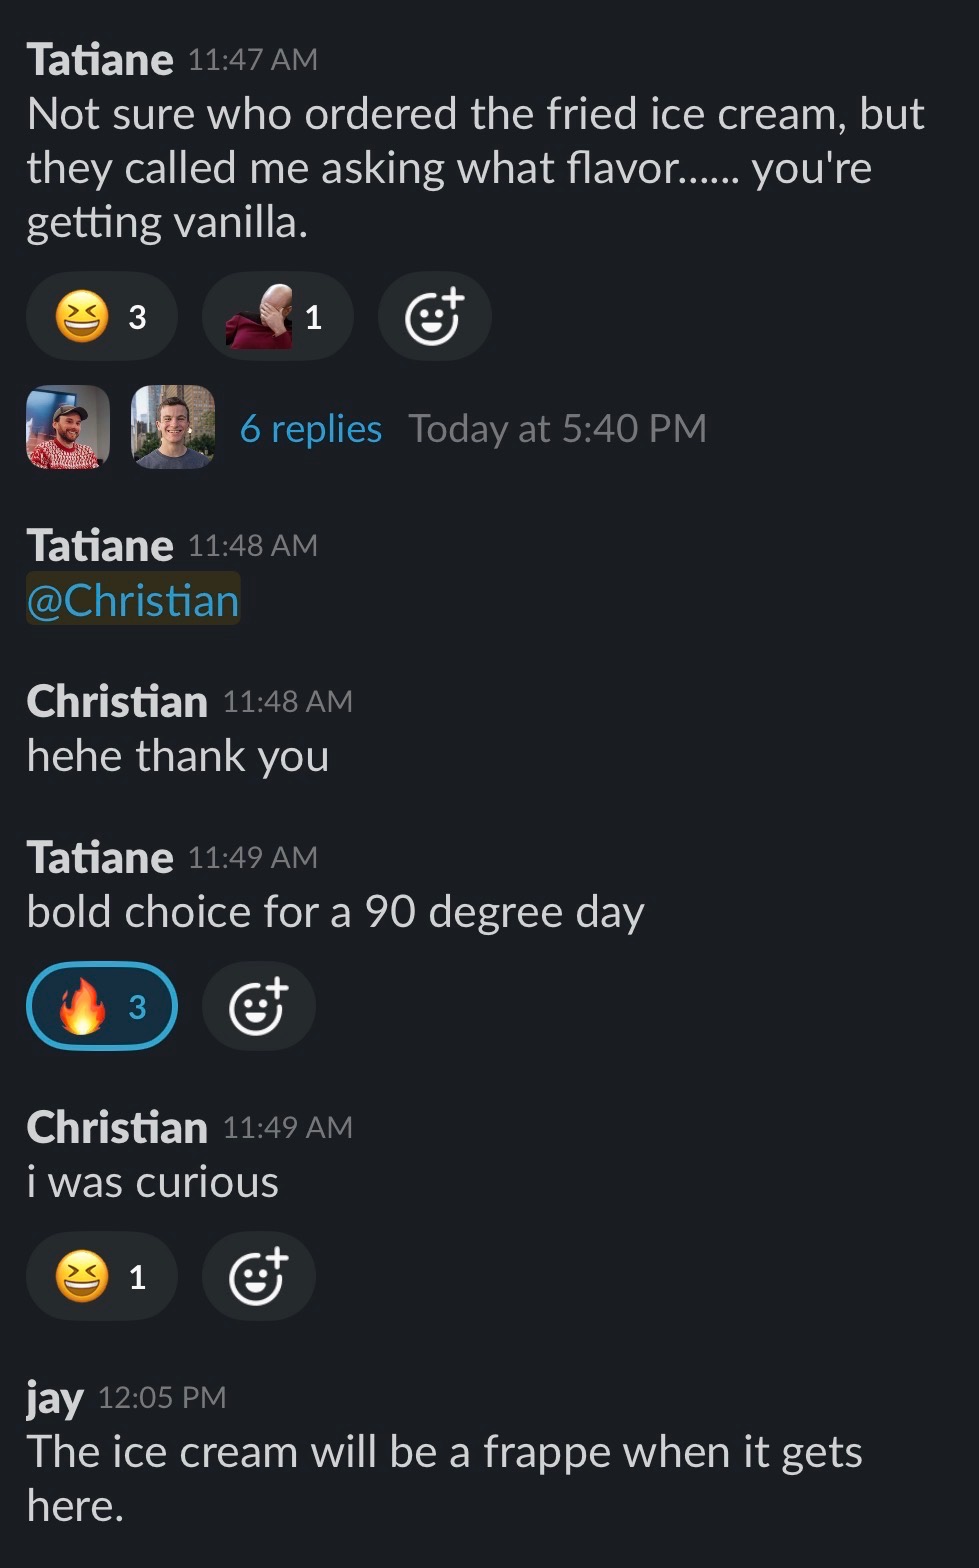 Tatiane 11:47 AM
Not sure who ordered the fried ice cream, but
they called me asking what flavor...... you're
getting vanilla.
3 1
6 replies Today at 5:40 PM
Tatiane 11:48 AM
@Christian
Christian 11:48 AM
hehe thank you
Tatiane 11:49 AM
bold choice for a 90 degree day
3
Christian 11:49 AM
i was curious
1
jay 12:05 PM
The ice cream will be a frappe when it gets
here.